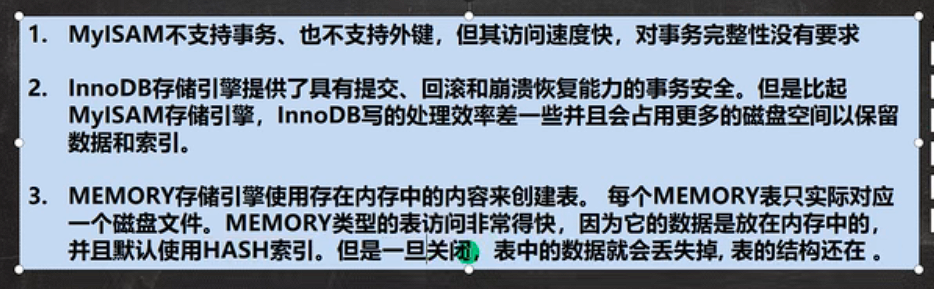 1. MyISAM不支持事务、也不支持外键，但其访问速度快，对事务完整性没有要求
2. InnoDB存储引擎提供了具有提交、回滚和崩溃恢复能力的事务安全。但是比起
MyISAM存储引擎，InnoDB写的处理效率差一些并且会占用更多的磁盘空间以保留
数据和索引。
3. MEMORY存储引擎使用存在内存中的内容来创建表。 每个MEMORY表只实际对应
一个磁盘文件。MEMORY类型的表访问非常得快，因为它的数据是放在内存中的，
并且默认使用HASH索引。但是一旦关闭，表中的数据就会丢失掉, 表的结构还在 。